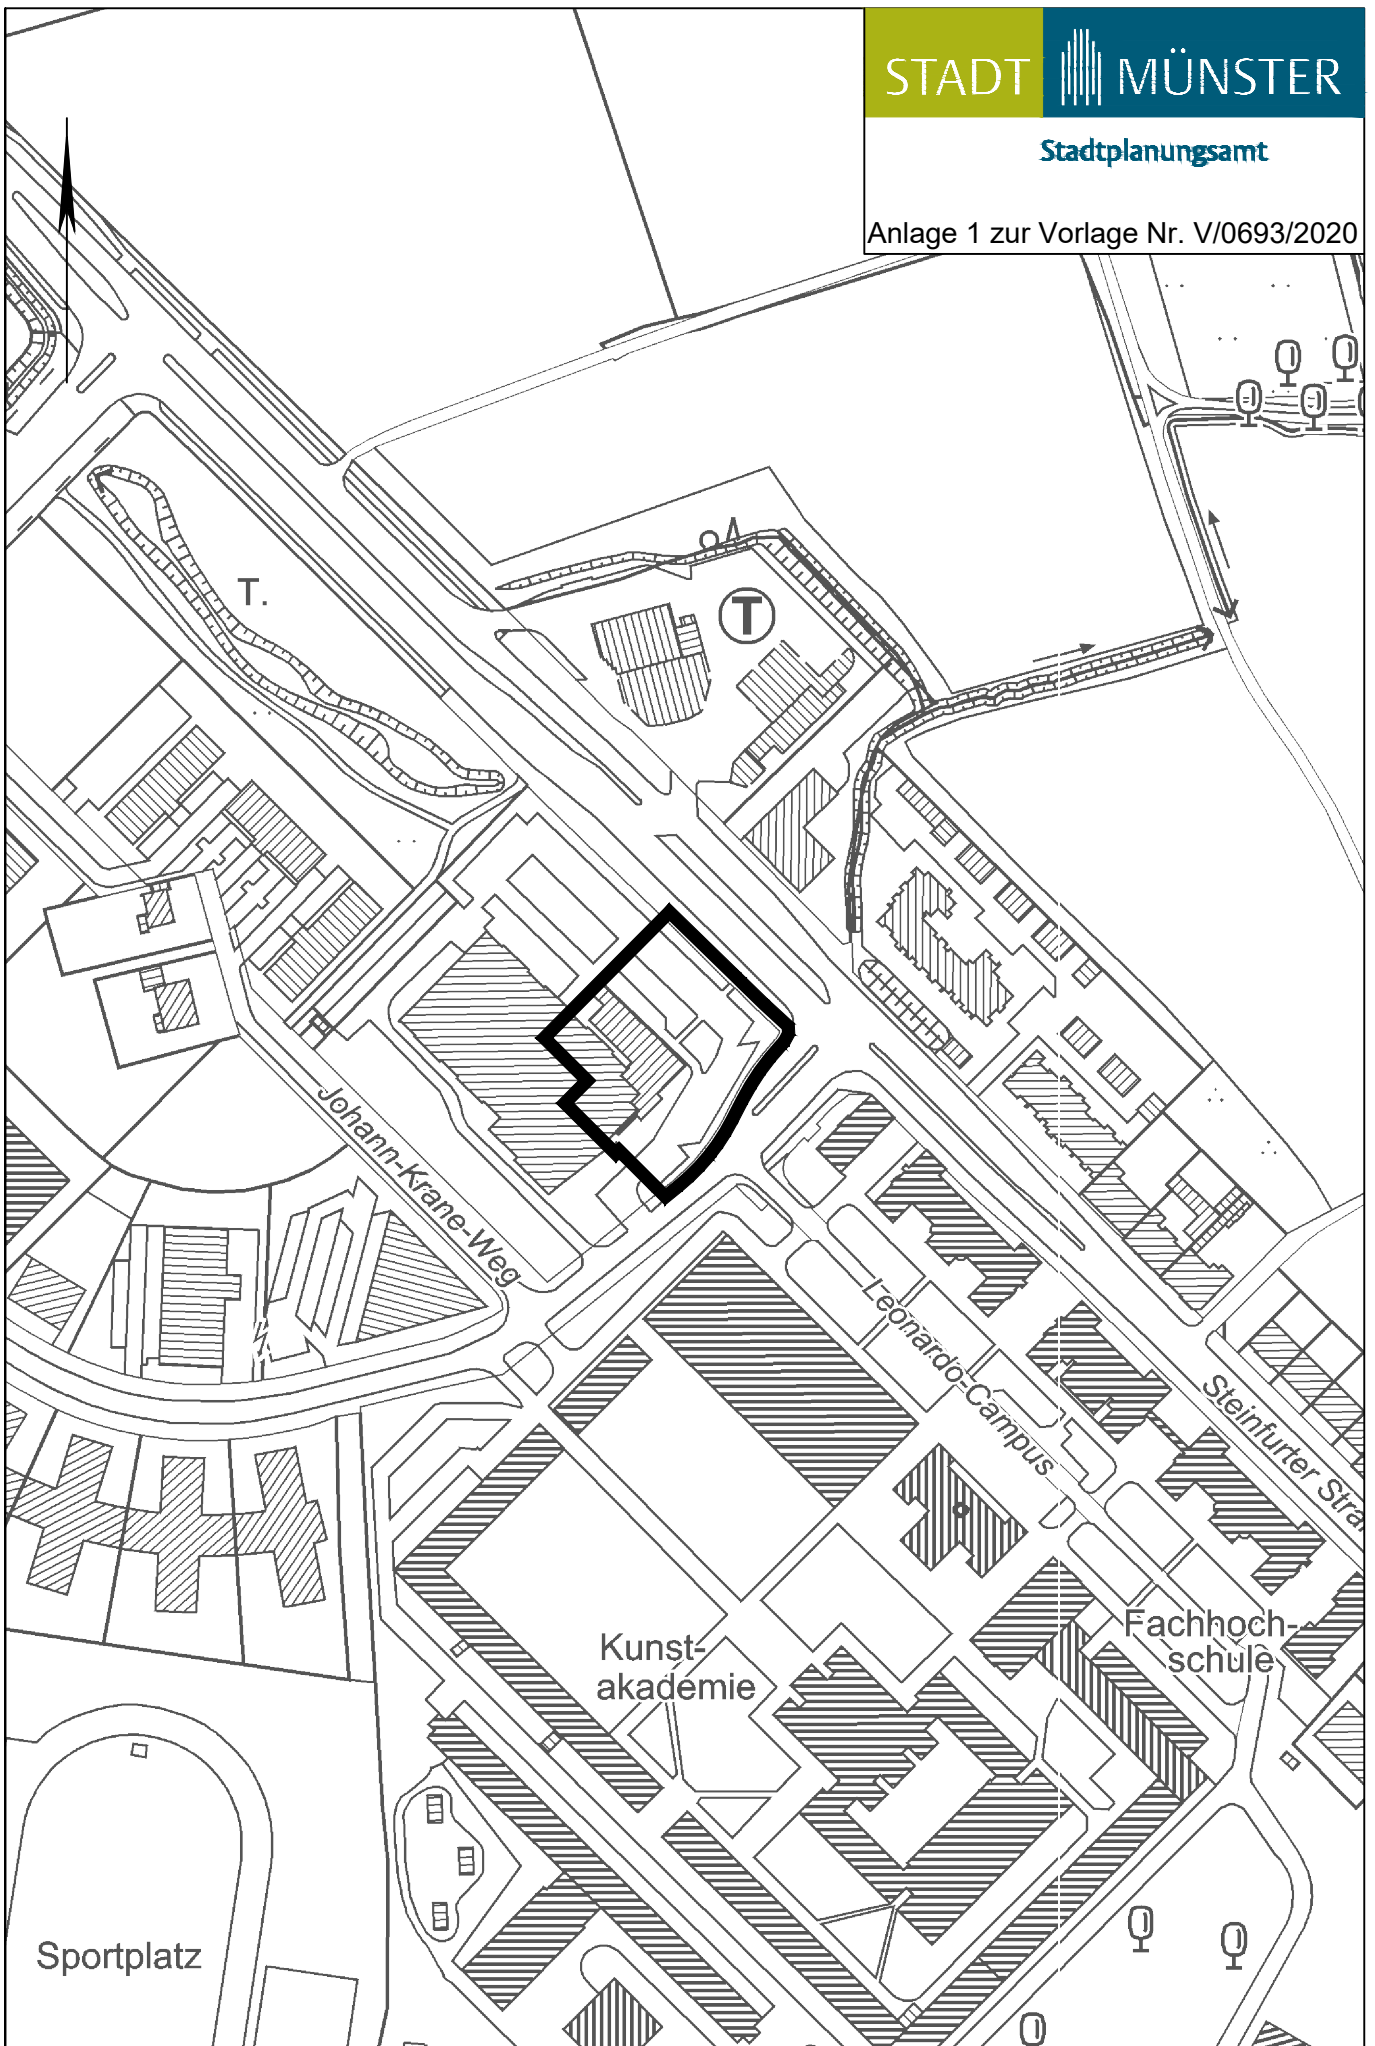 STADT MÜNSTER
Stadtplanungsamt
Anlage 1 zur Vorlage Nr. V/0693/2020
T.
T
Johann-Krane-Weg
Leonardo-Campus
Steinfurter Stra
Kunst-
akademie
Fachhoch-
schule
Sportplatz